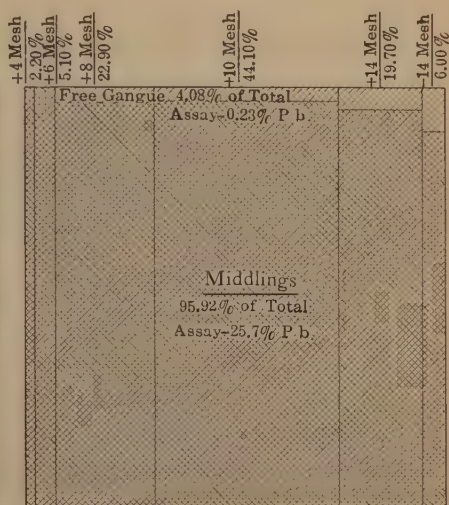 +4 Mesh
2.20%
+6 Mesh
5.10%
+8 Mesh
22.90%
+10 Mesh
44.10%
+14 Mesh
19.70%
-14 Mesh
6.00%
Free Gangue 4.08% of Total
Assay-0.23% Pb.
Middlings
95.92% of Total
Assay-25.7% Pb.